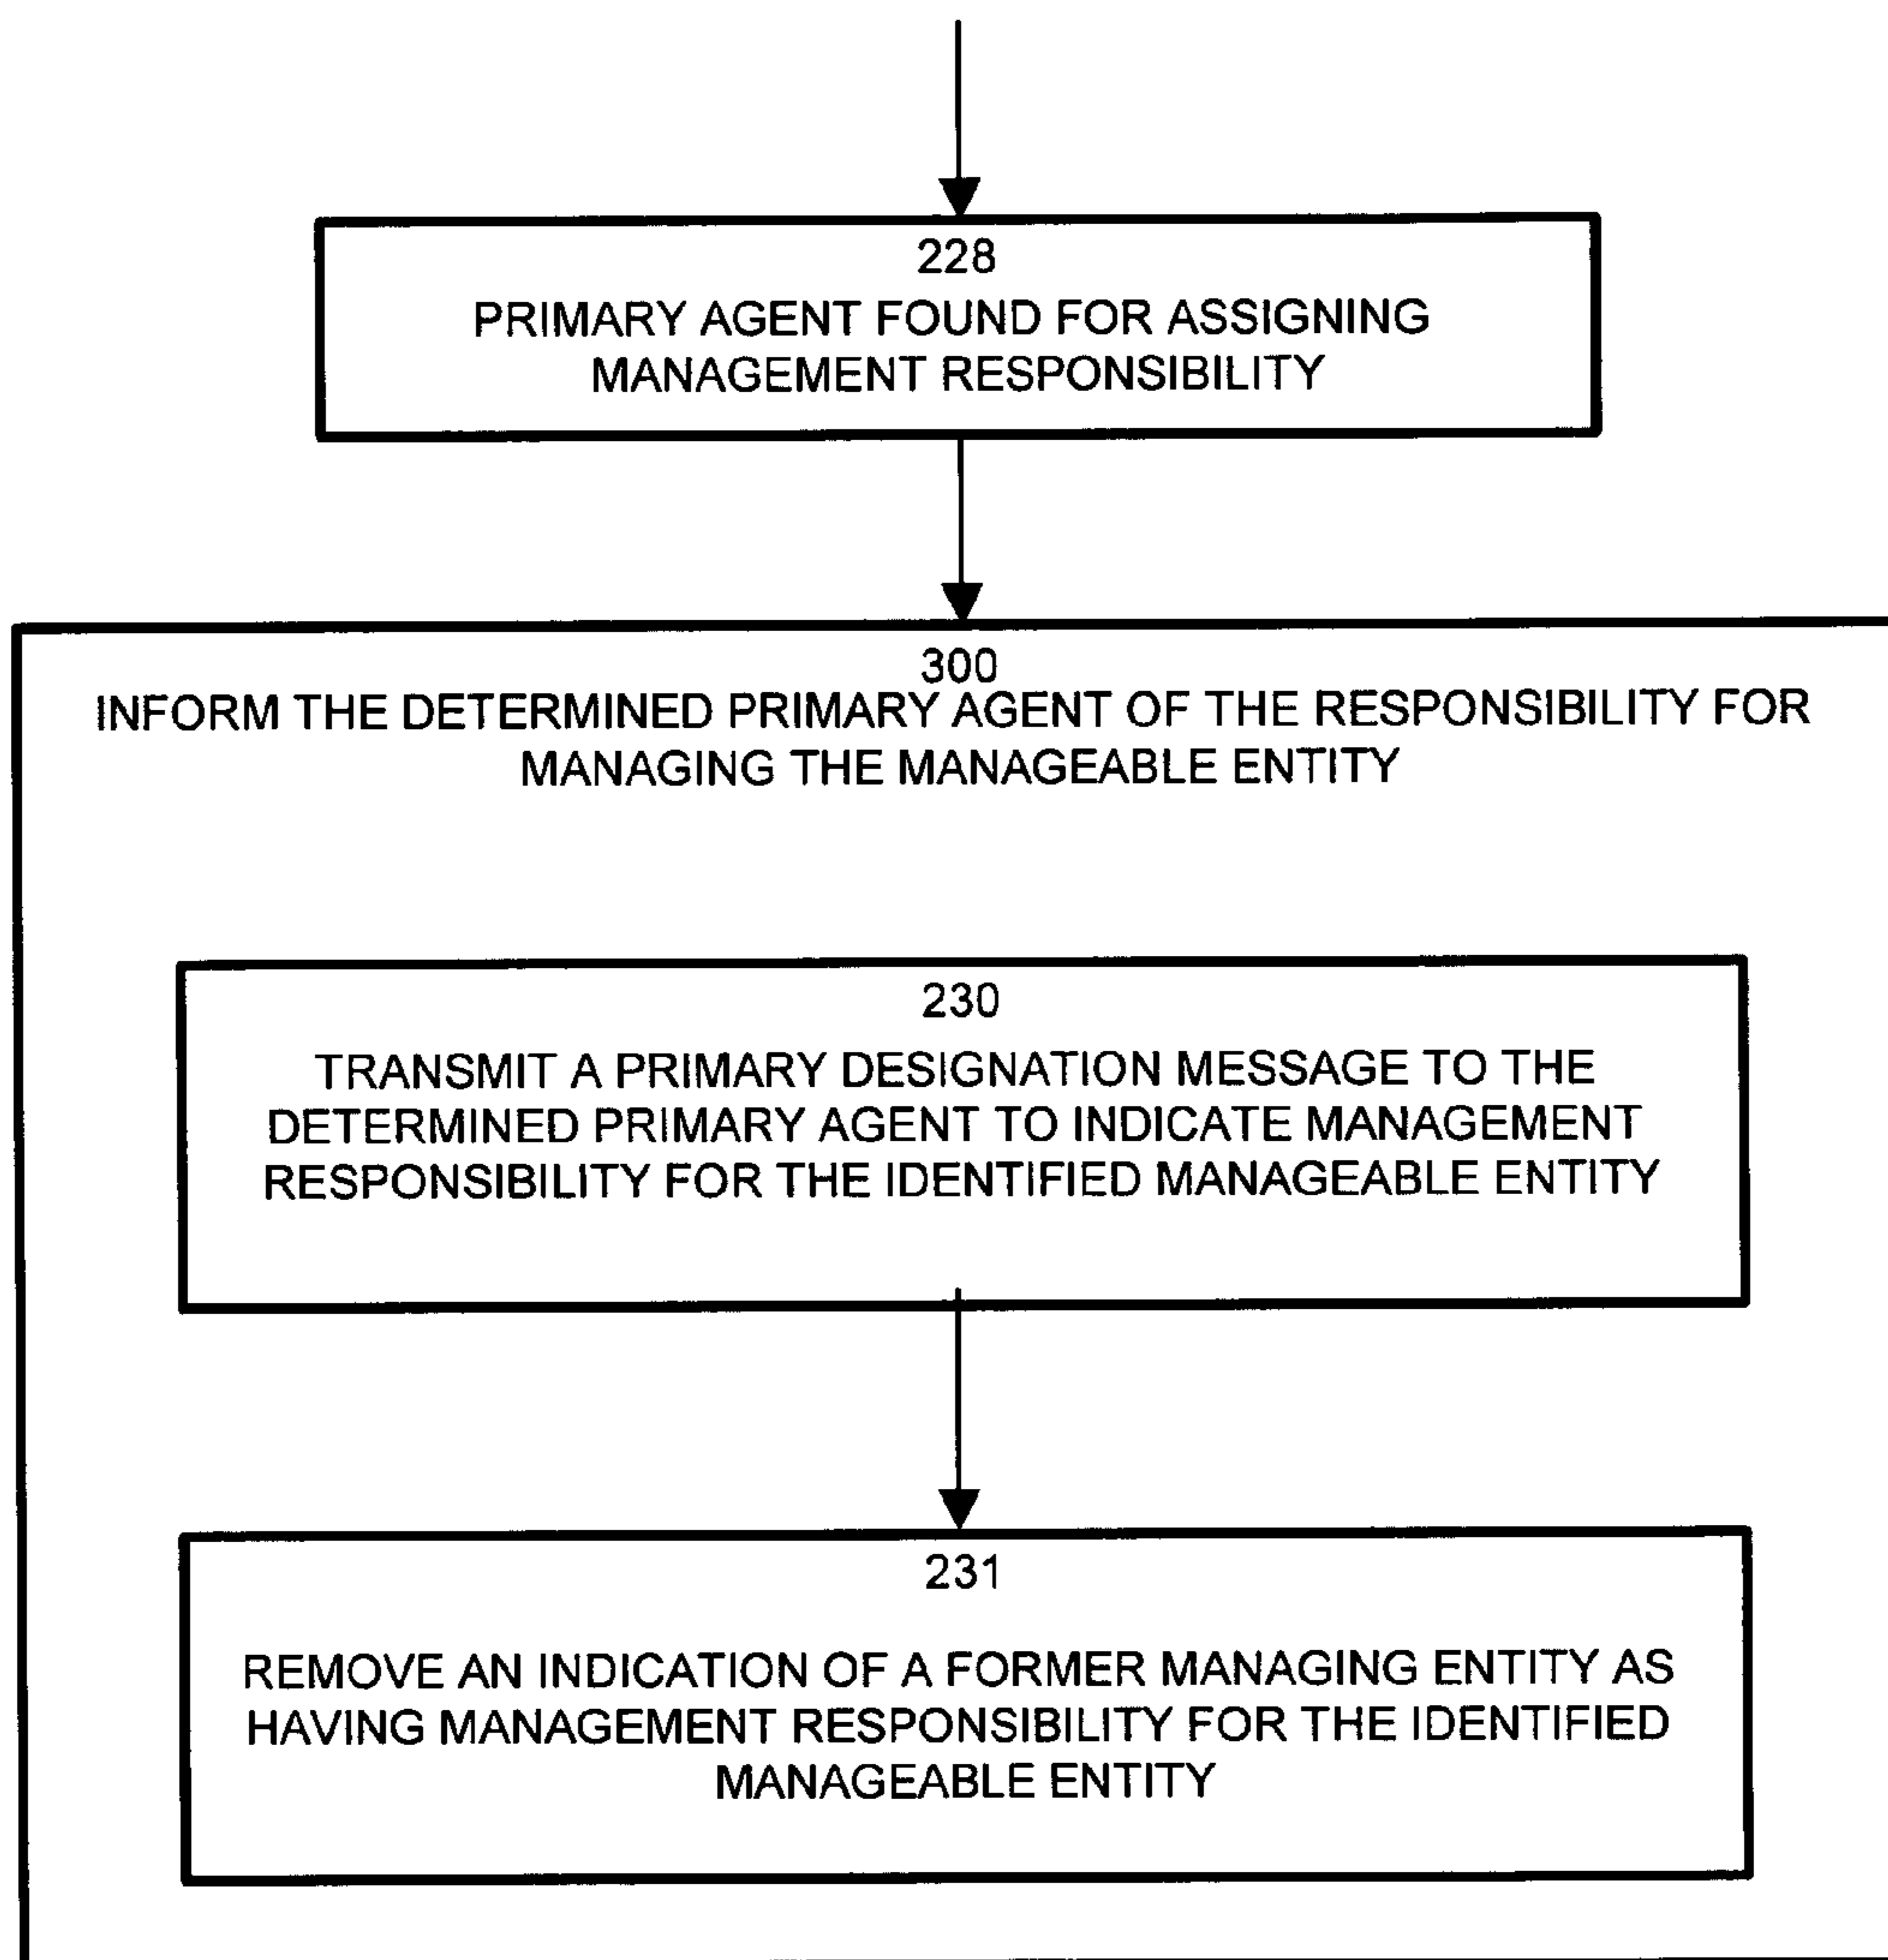 228
PRIMARY AGENT FOUND FOR ASSIGNING
MANAGEMENT RESPONSIBILITY
300
INFORM THE DETERMINED PRIMARY AGENT OF THE RESPONSIBILITY FOR
MANAGING THE MANAGEABLE ENTITY
230
TRANSMIT A PRIMARY DESIGNATION MESSAGE TO THE
DETERMINED PRIMARY AGENT TO INDICATE MANAGEMENT
RESPONSIBILITY FOR THE IDENTIFIED MANAGEABLE ENTITY
231
REMOVE AN INDICATION OF A FORMER MANAGING ENTITY AS
HAVING MANAGEMENT RESPONSIBILITY FOR THE IDENTIFIED
MANAGEABLE ENTITY